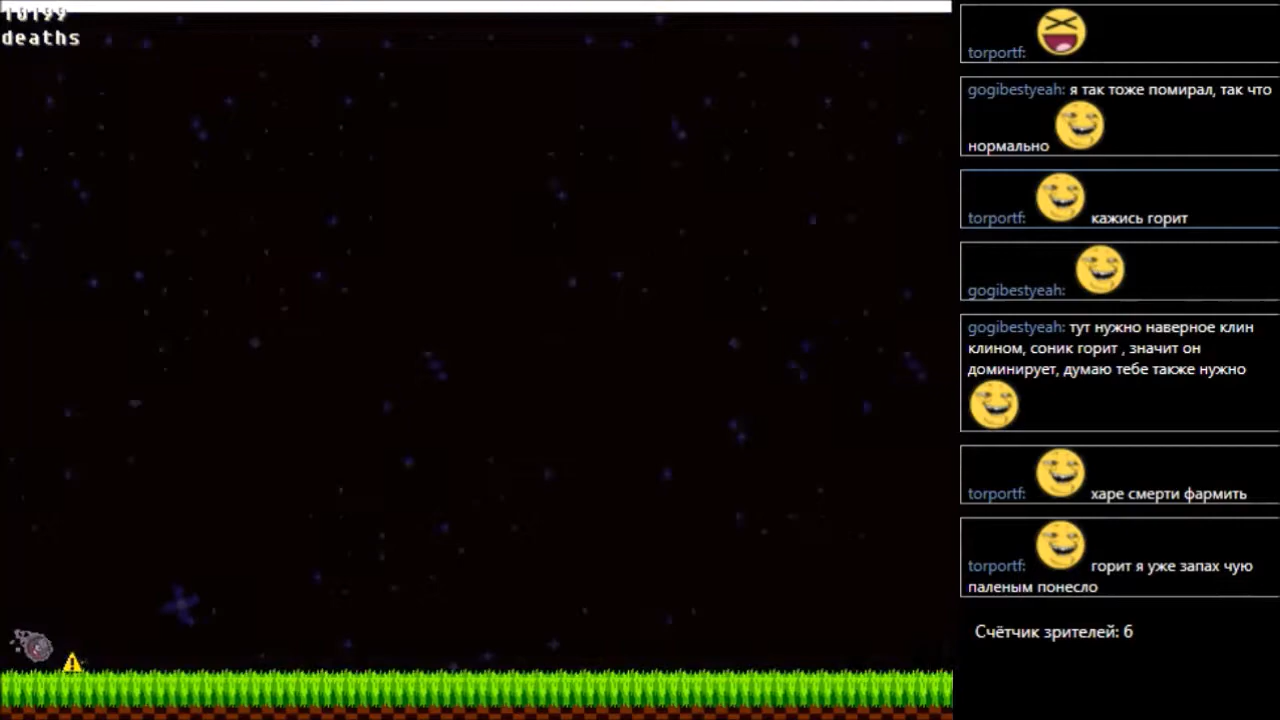 10199
deaths
torportf:
gogibestyeah: я так тоже помирал, так что
нормально
torportf: кажись горит
gogibestyeah:
gogibestyeah: тут нужно наверное клин
клином, соник горит , значит он
доминирует, думаю тебе также нужно
torportf: харе смерти фармить
torportf: горит я уже запах чую
паленым понесло
Счётчик зрителей: 6